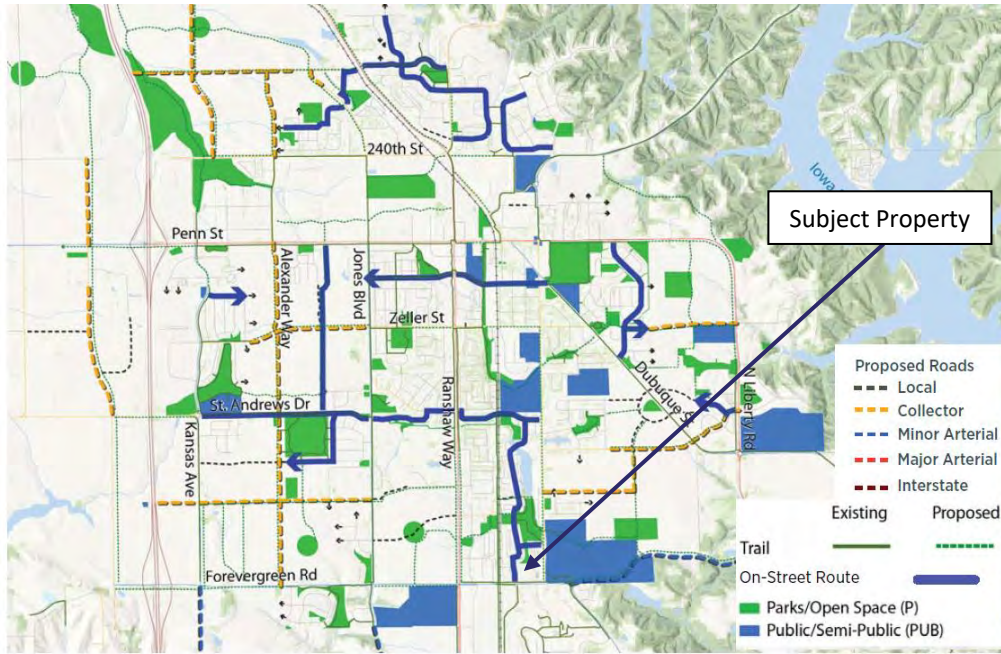 240th St
Iowa
Subject Property
Penn St
Alexander Way
Jones Blvd
Zeller St
Ranshaw Way
Dubuque St
N Liberty Rd
St. Andrews Dr
Kansas Ave
Forevergreen Rd
Proposed Roads
Local
Collector
Minor Arterial
Major Arterial
Interstate
Existing Proposed
Trail
On-Street Route
Parks/Open Space (P)
Public/Semi-Public (PUB)